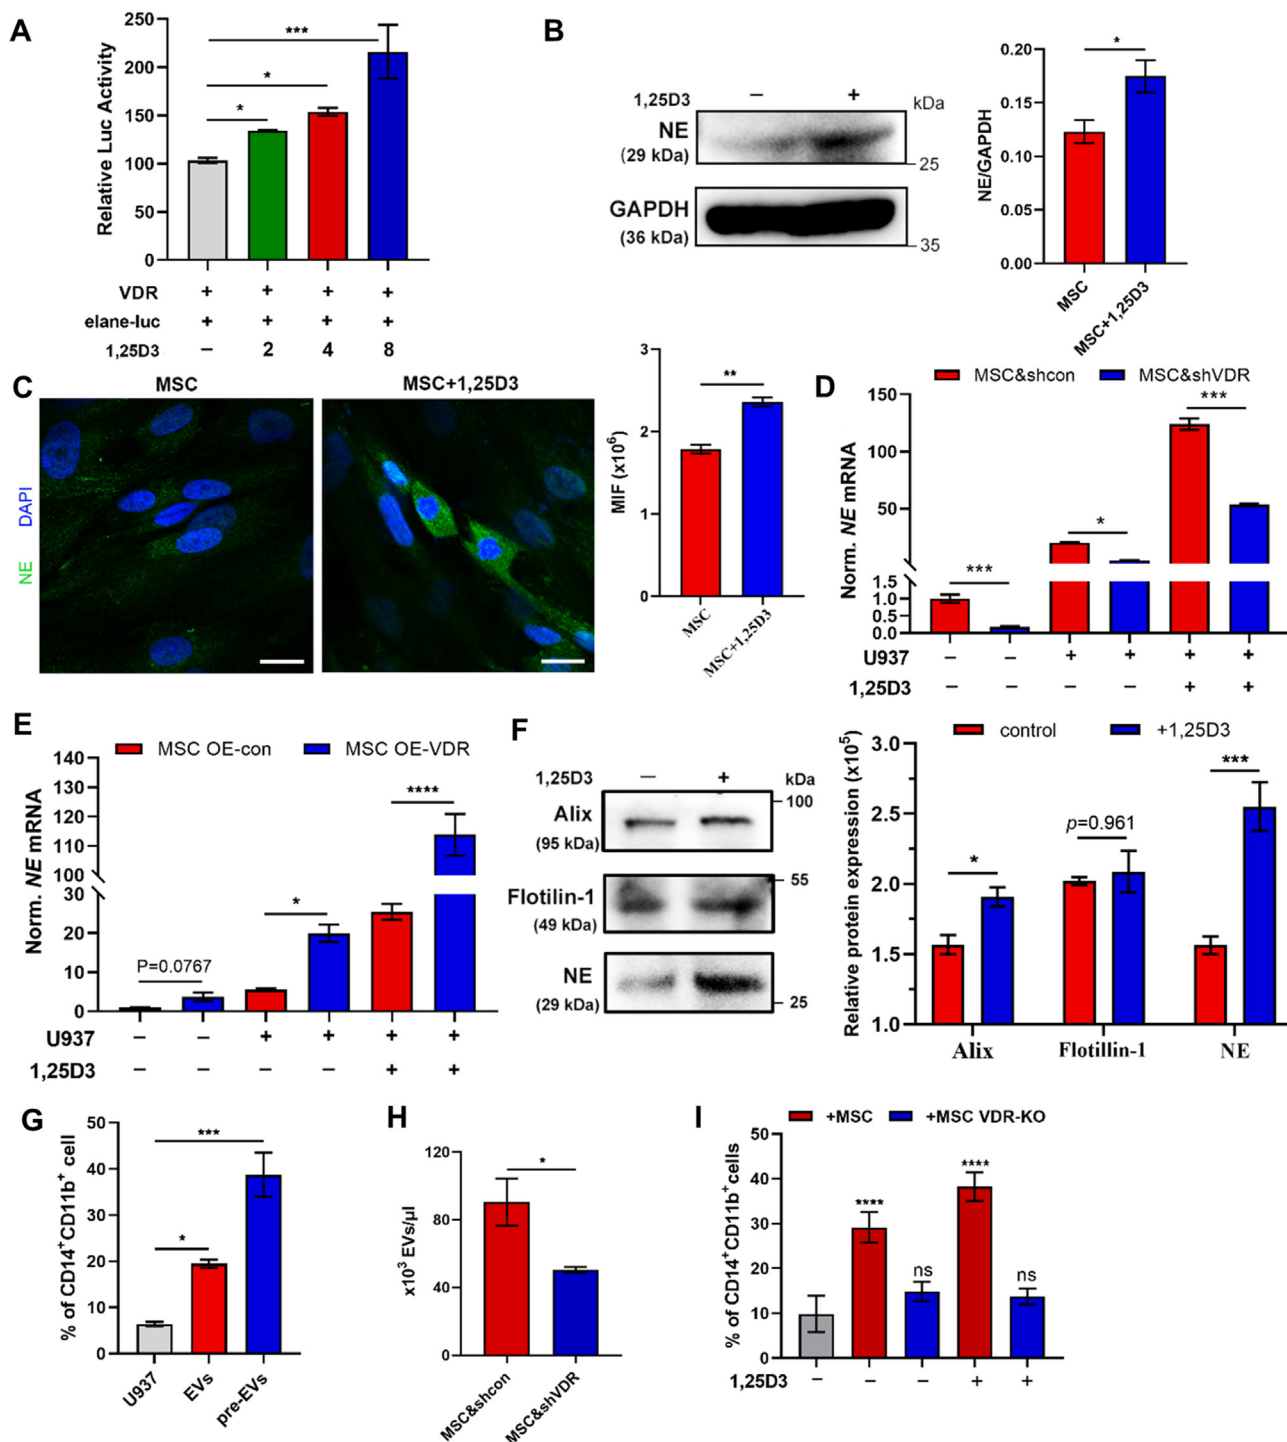 A
Relative Luc Activity
250
200
150
100
50
0
***
*
*
VDR + + + +
elane-luc + + + +
1,25D3 – 2 4 8
B
1,25D3 – + kDa
NE
(29 kDa)
25
GAPDH
(36 kDa)
35
NE/GAPDH
0.20
0.15
0.10
0.05
0.00
*
MSC
MSC+1,25D3
C
MSC
MSC+1,25D3
NE DAPI
MIF (x10⁶)
3
2
1
0
**
MSC
MSC+1,25D3
D
MSC&shcon MSC&shVDR
Norm. NE mRNA
150
100
50
1.5
1.0
0.5
0.0
***
*
***
U937 – – + + + +
1,25D3 – – – – + +
E
MSC OE-con MSC OE-VDR
Norm. NE mRNA
140
130
120
110
100
30
20
10
0
P=0.0767
*
****
U937 – – + + + +
1,25D3 – – – – + +
F
1,25D3 – + kDa
Alix
(95 kDa)
100
Flotilin-1
(49 kDa)
55
NE
(29 kDa)
25
control +1,25D3
Relative protein expression (x10⁵)
3.0
2.5
2.0
1.5
1.0
*
p=0.961
***
Alix Flotillin-1 NE
G
% of CD14⁺CD11b⁺ cell
50
40
30
20
10
0
***
*
U937
EVs
pre-EVs
H
x10³ EVs/µl
120
80
40
0
*
MSC&shcon
MSC&shVDR
I
+MSC +MSC VDR-KO
% of CD14⁺CD11b⁺cells
50
40
30
20
10
0
****
ns
****
ns
1,25D3 – – – + +